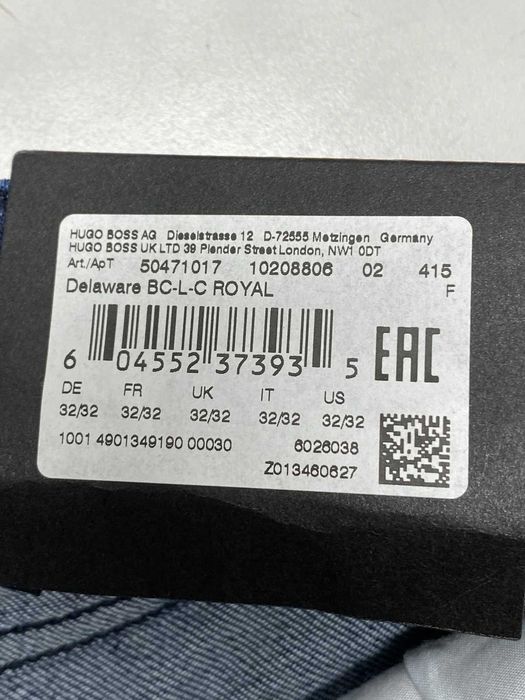 HUGO BOSS AG Dieselstrasse 12 D-72555 Metzingen Germany
HUGO BOSS UK LTD 39 Plender Street London, NW1 0DT
Art./ApT 50471017 10208806 02 415
Delaware BC-L-C ROYAL F
6 04552 37393 5 EAC
DE FR UK IT US
32/32 32/32 32/32 32/32 32/32
1001 4901349190 00030 6026038
Z013460627